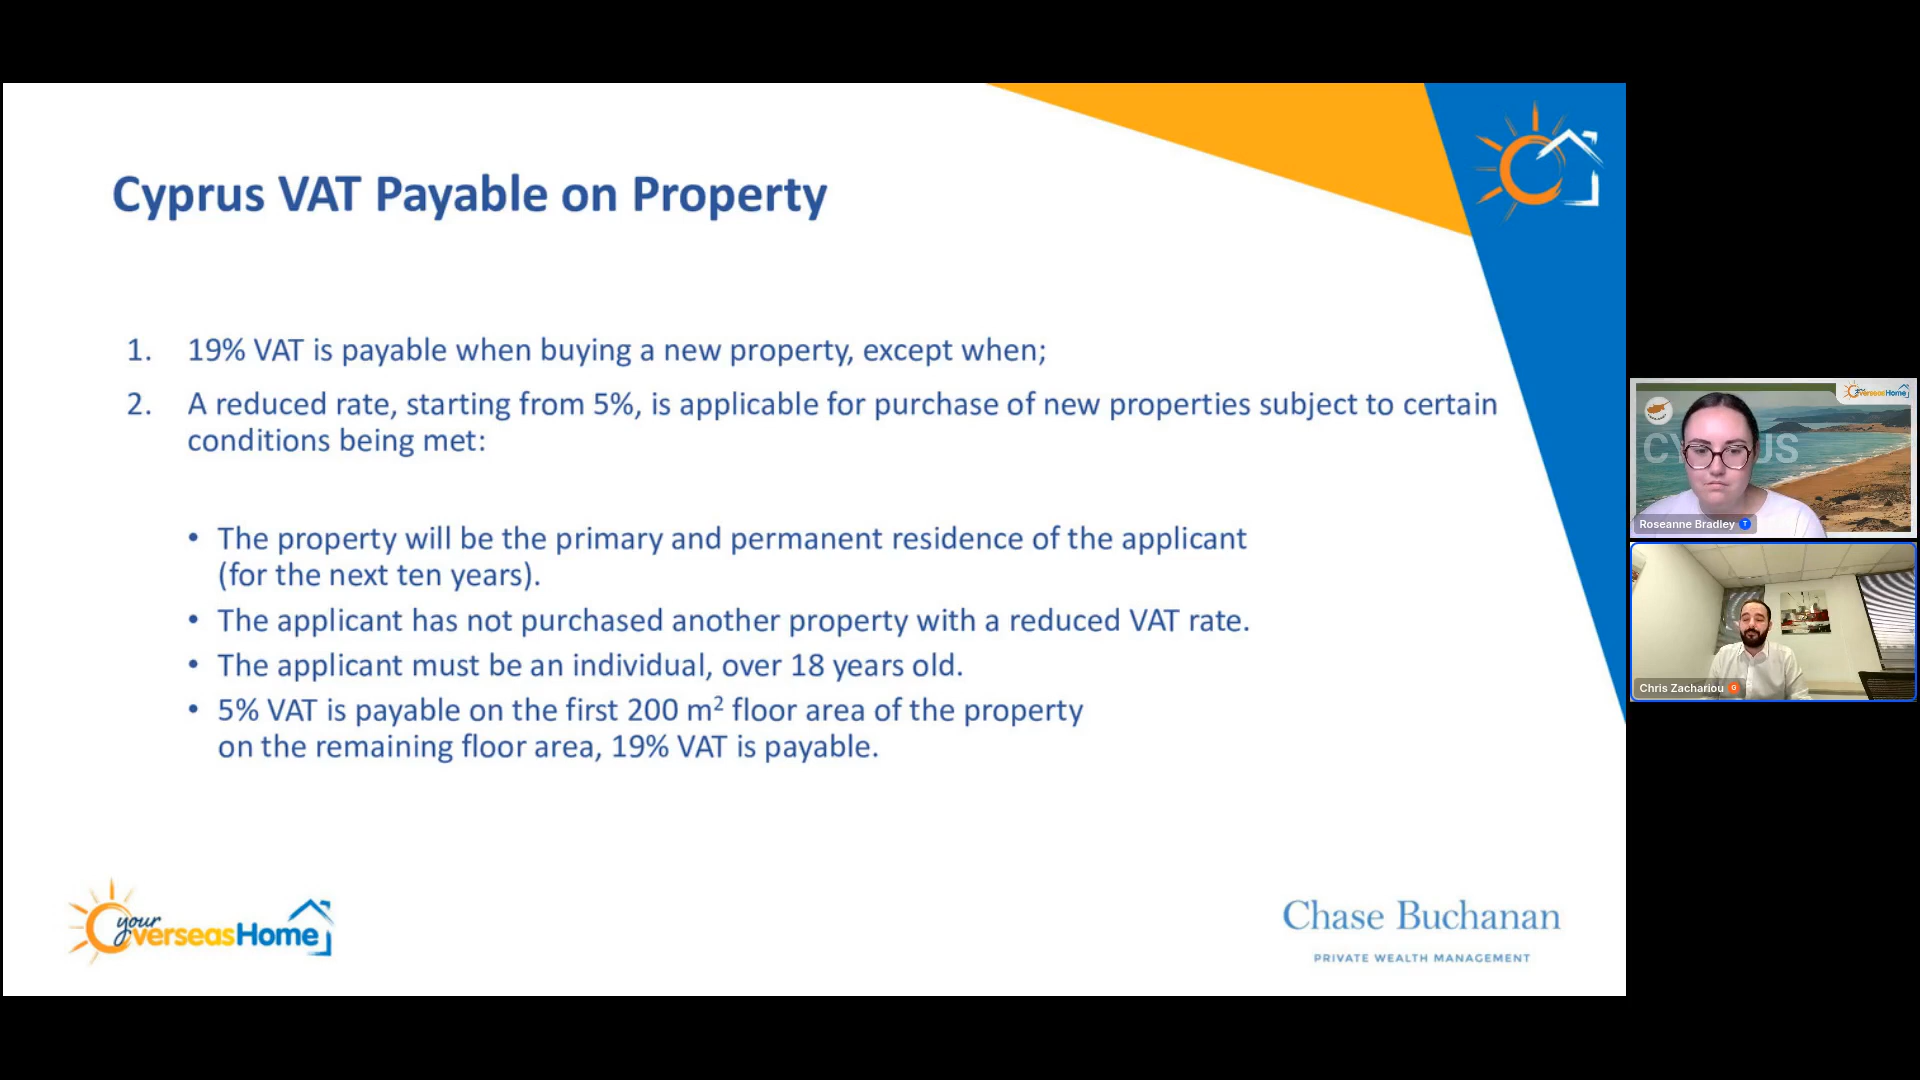 Cyprus VAT Payable on Property
1. 19% VAT is payable when buying a new property, except when;
2. A reduced rate, starting from 5%, is applicable for purchase of new properties subject to certain
conditions being met:
• The property will be the primary and permanent residence of the applicant
(for the next ten years).
• The applicant has not purchased another property with a reduced VAT rate.
• The applicant must be an individual, over 18 years old.
• 5% VAT is payable on the first 200 m² floor area of the property
on the remaining floor area, 19% VAT is payable.
your
OverseasHome
Chase Buchanan
PRIVATE WEALTH MANAGEMENT
OverseasHome
Roseanne Bradley T
Chris Zachariou G